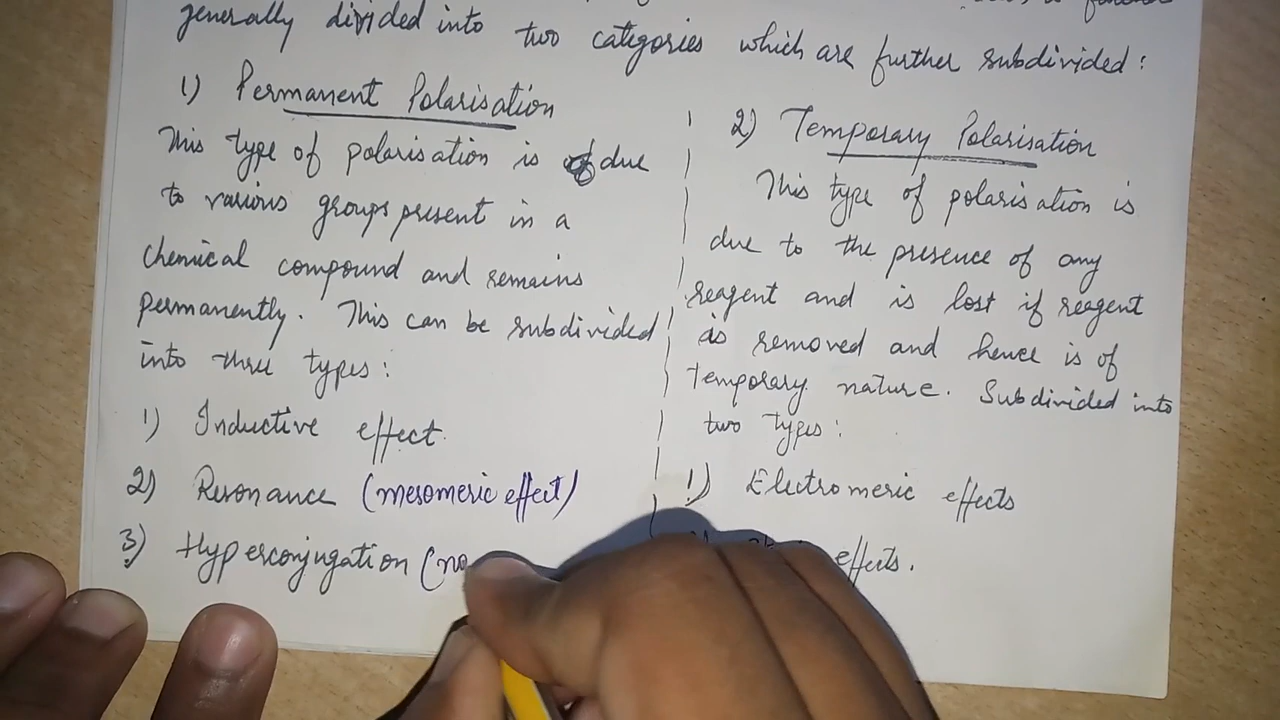 generally divided into two categories which are further subdivided :
1) Permanent Polarisation
This type of polarisation is due
to various groups present in a
chemical compound and remains
permanently. This can be subdivided
into three types :
1) Inductive effect.
2) Resonance (mesomeric effect)
3) Hyperconjugation (no
2) Temporary Polarisation
This type of polarisation is
due to the presence of any
reagent and is lost if reagent
is removed and hence is of
temporary nature. Subdivided into
two types :
1) Electromeric effects
effects.